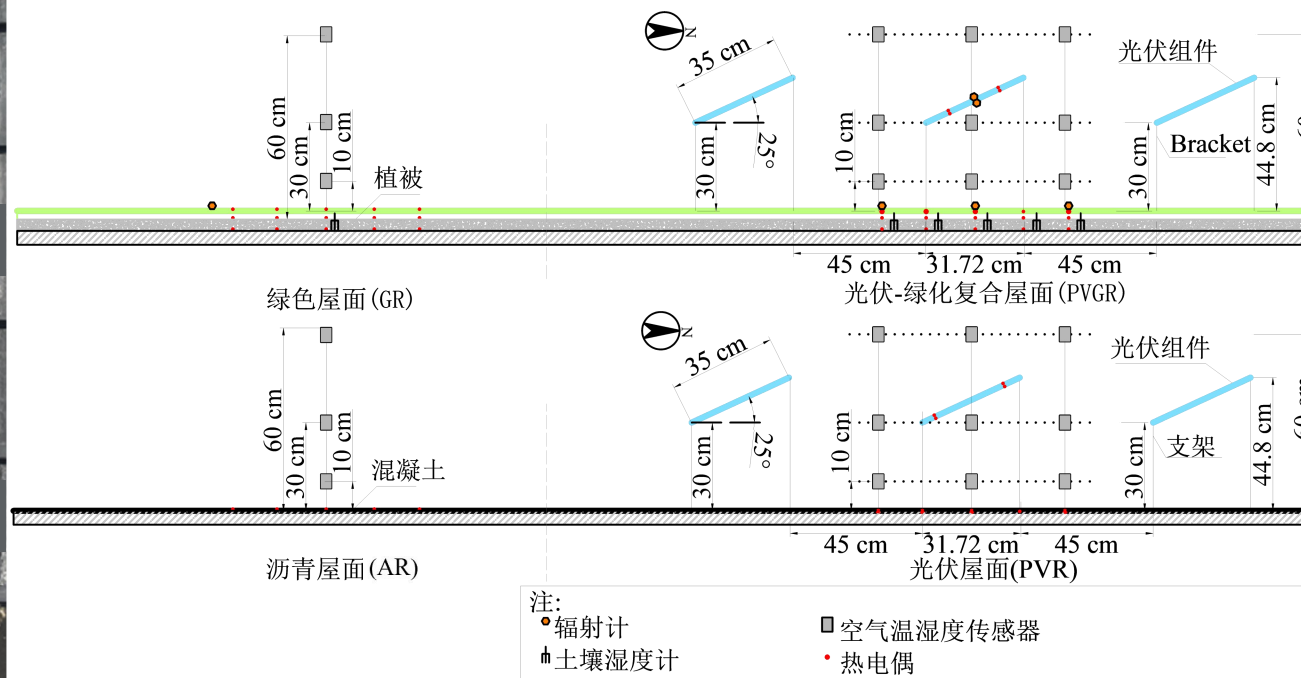 N
35 cm
25°
30 cm
60 cm
30 cm
10 cm
植被
10 cm
光伏组件
Bracket
30 cm
44.8 cm
45 cm
31.72 cm
45 cm
绿色屋面(GR)
光伏-绿化复合屋面(PVGR)
N
35 cm
25°
30 cm
60 cm
30 cm
10 cm
混凝土
10 cm
光伏组件
支架
30 cm
44.8 cm
45 cm
31.72 cm
45 cm
沥青屋面(AR)
光伏屋面(PVR)
注:
辐射计
空气温湿度传感器
土壤湿度计
热电偶